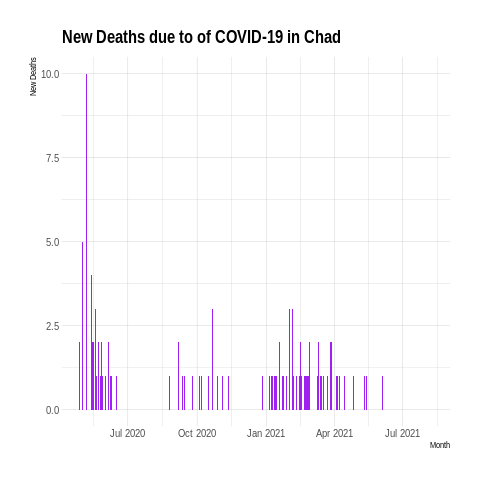 New Deaths due to of COVID-19 in Chad
New Deaths
10.0
7.5
5.0
2.5
0.0
Jul 2020 Oct 2020 Jan 2021 Apr 2021 Jul 2021
Month